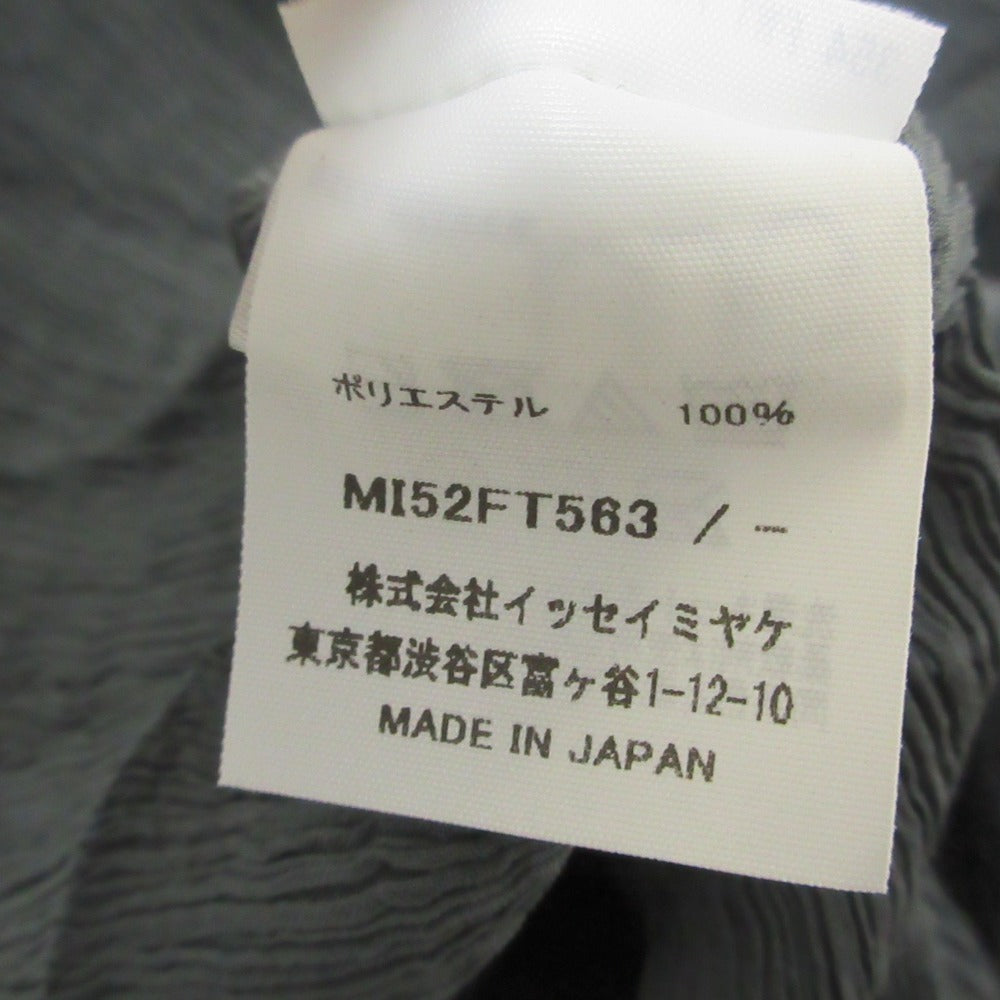 ポリエステル 100%
MI52FT563 / −
株式会社イッセイミヤケ
東京都渋谷区富ヶ谷1-12-10
MADE IN JAPAN